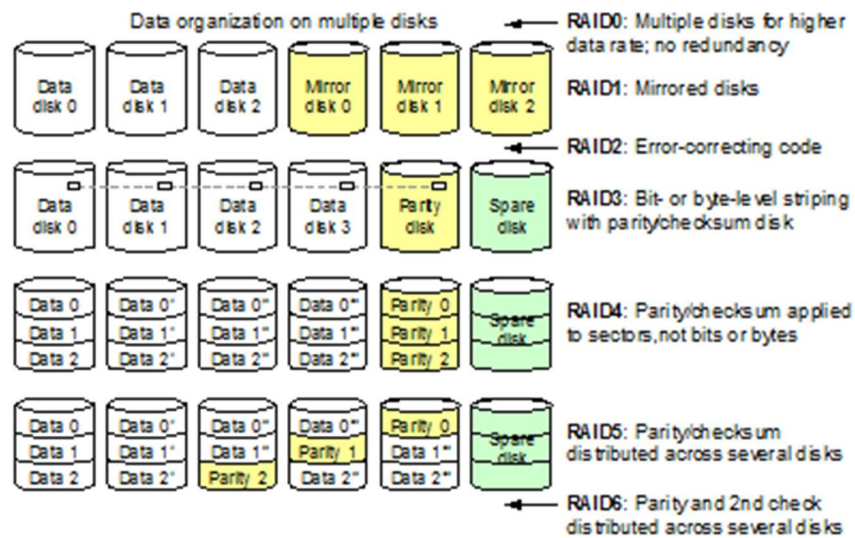 Data organization on multiple disks
RAID0: Multiple disks for higher
data rate; no redundancy
Data disk 0 Data disk 1 Data disk 2 Mirror disk 0 Mirror disk 1 Mirror disk 2
RAID1: Mirrored disks
RAID2: Error-correcting code
Data disk 0 Data disk 1 Data disk 2 Data disk 3 Parity disk Spare disk
RAID3: Bit- or byte-level striping
with parity/checksum disk
Data 0 Data 0' Data 0" Data 0"' Parity 0
Data 1 Data 1' Data 1" Data 1"' Parity 1
Data 2 Data 2' Data 2" Data 2"' Parity 2
Spare disk
RAID4: Parity/checksum applied
to sectors, not bits or bytes
Data 0 Data 0' Data 0" Data 0"' Parity 0
Data 1 Data 1' Data 1" Parity 1 Data 1"'
Data 2 Data 2' Parity 2 Data 2" Data 2"'
Spare disk
RAID5: Parity/checksum
distributed across several disks
RAID6: Parity and 2nd check
distributed across several disks